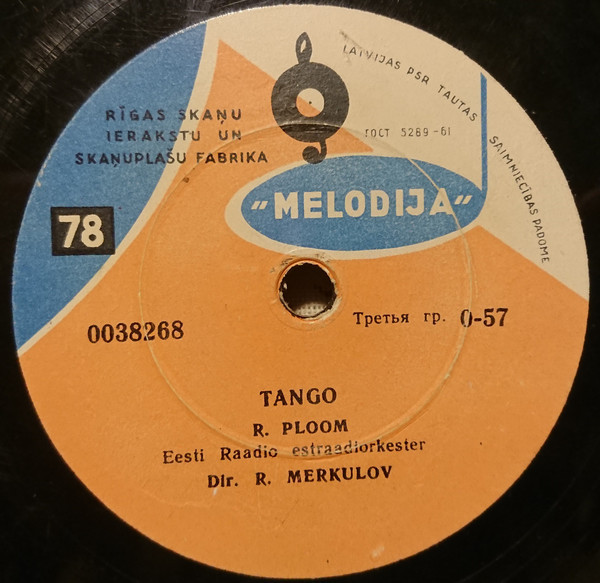 LATVIJAS PSR TAUTAS SAIMNIECĪBAS PADOME
RĪGAS SKAŅU
IERAKSTU UN
SKAŅUPLAŠU FABRIKA
ГОСТ 5289-61
"MELODIJA"
78
0038268
Третья гр. 0-57
TANGO
R. PLOOM
Eesti Raadio estraadiorkester
Dir. R. MERKULOV